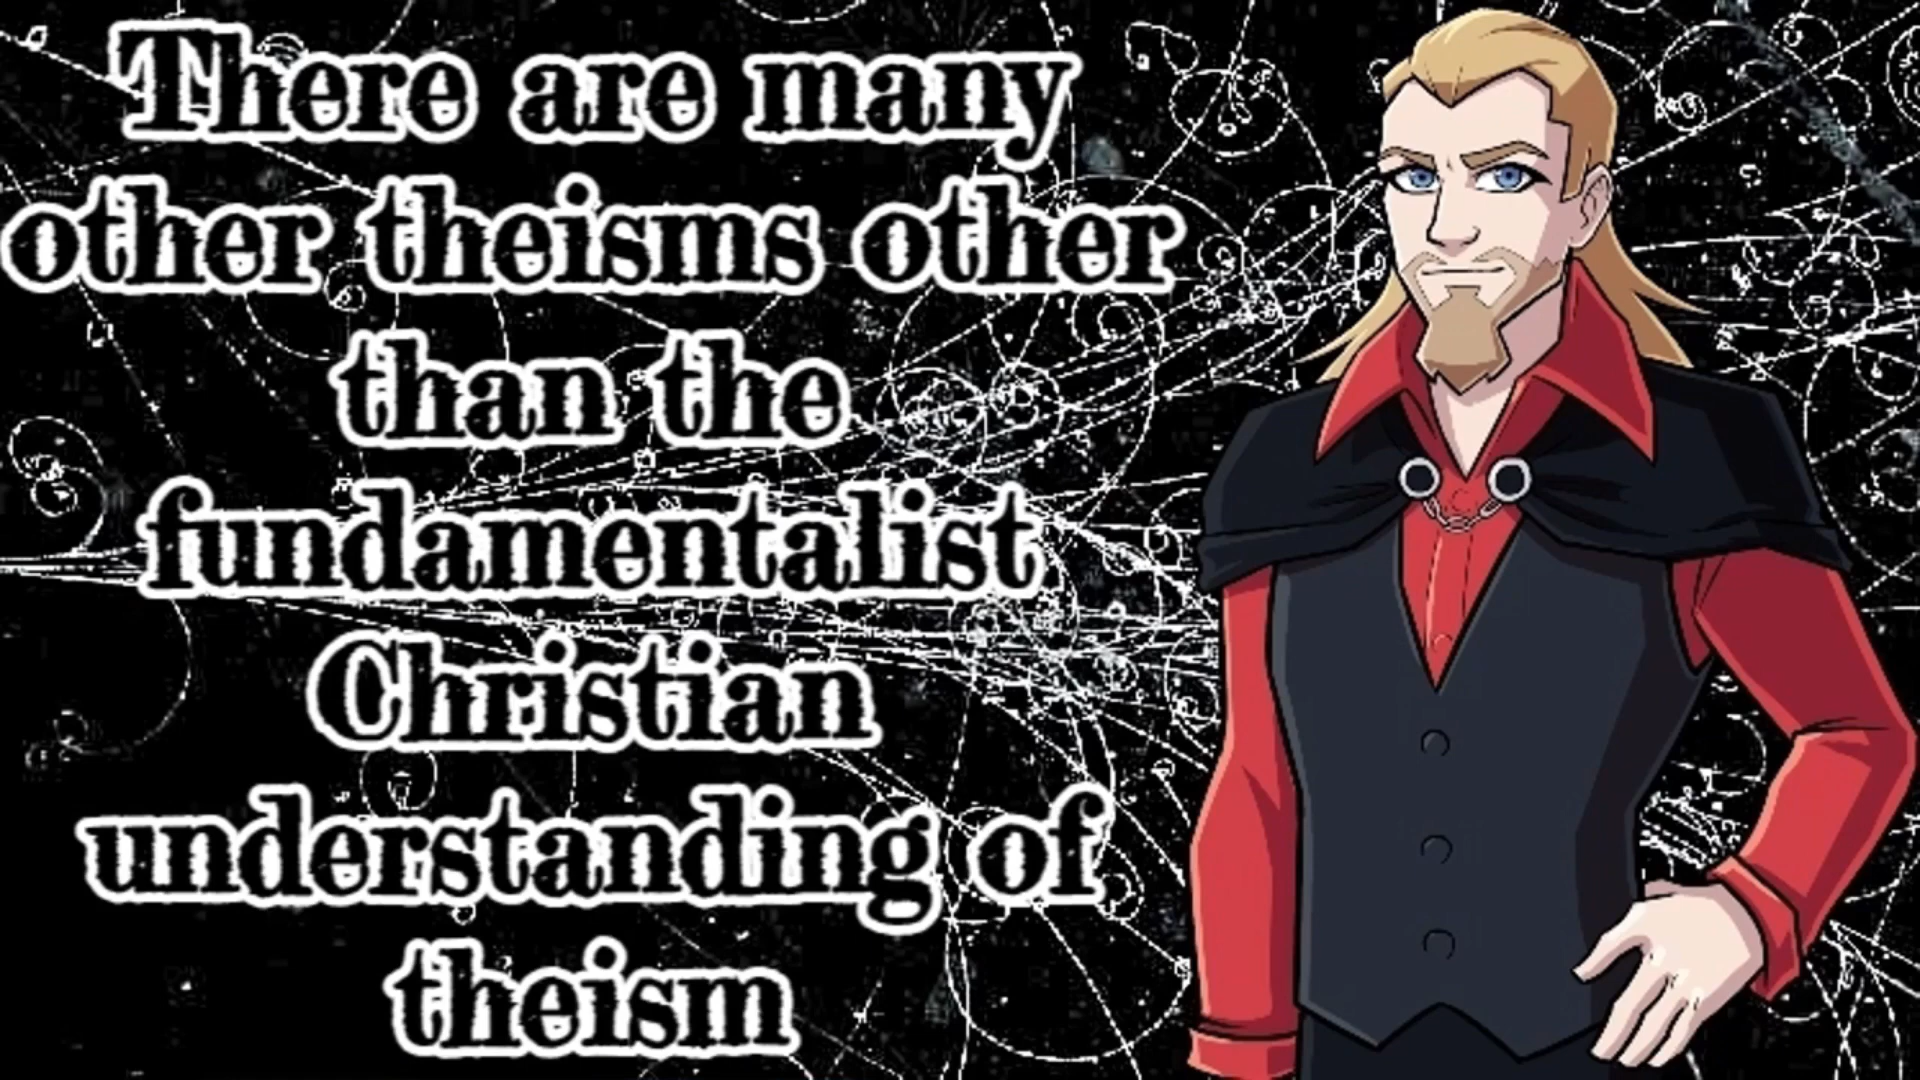 There are many
other theisms other
than the
fundamentalist
Christian
understanding of
theism